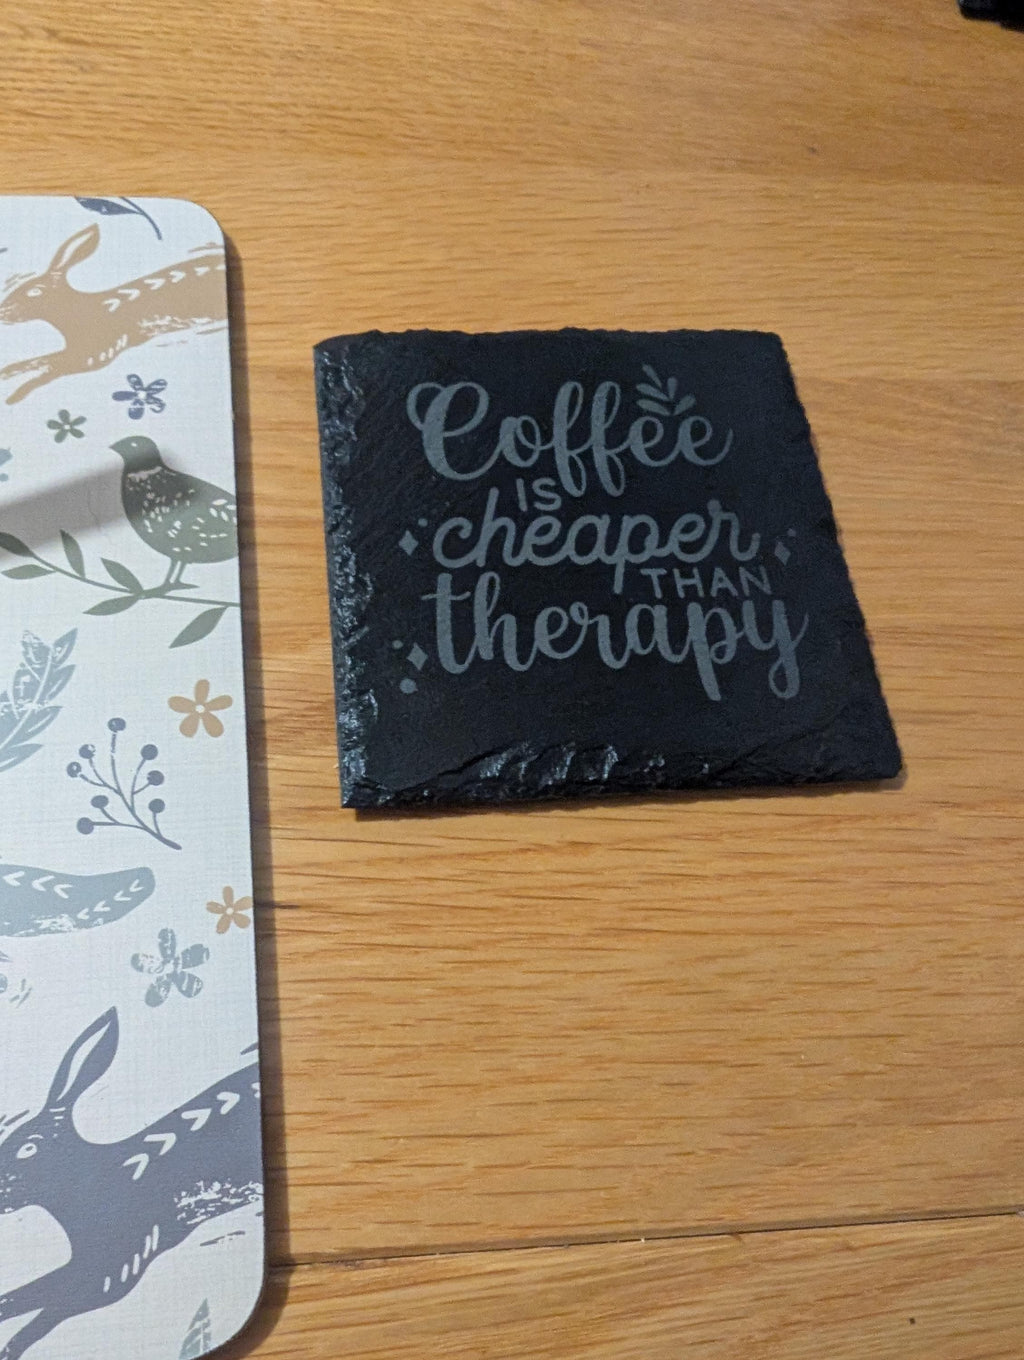 Coffee
IS
cheaper
THAN
therapy